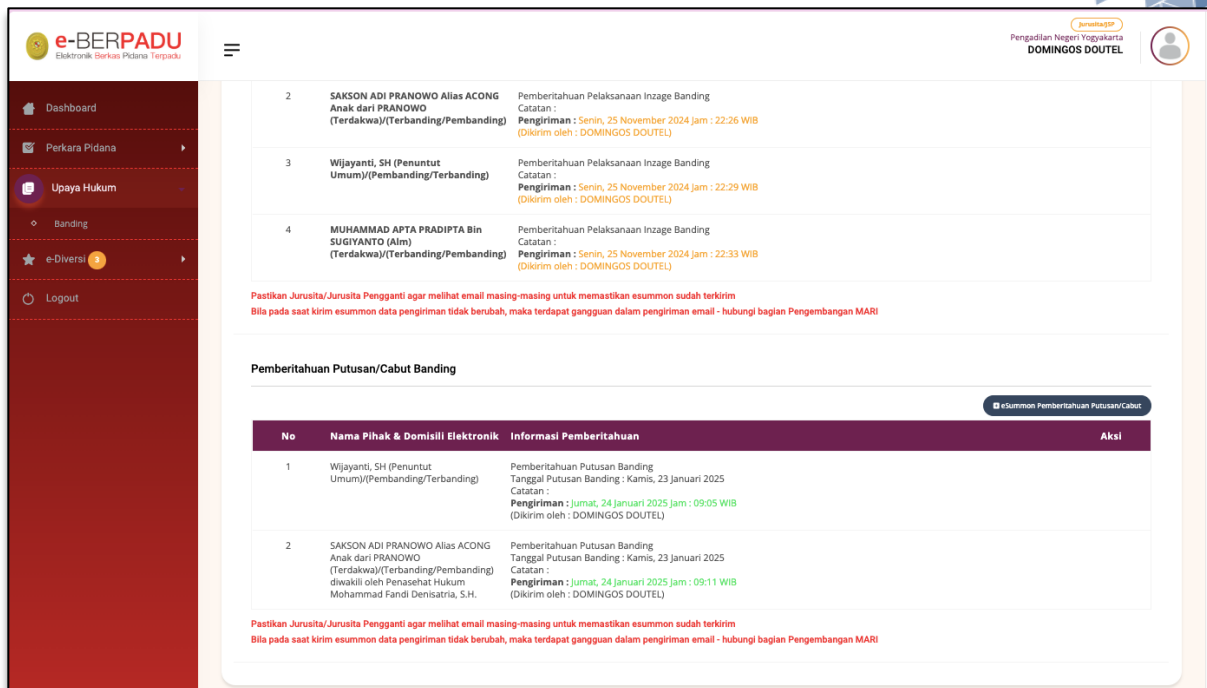 e-BERPADU
Elektronik Berkas Pidana Terpadu
Jurusita/JSP
Pengadilan Negeri Yogyakarta
DOMINGOS DOUTEL
Dashboard
Perkara Pidana
Upaya Hukum
Banding
e-Diversi 3
Logout
2 SAKSON ADI PRANOWO Alias ACONG Pemberitahuan Pelaksanaan Inzage Banding
Anak dari PRANOWO Catatan :
(Terdakwa)/(Terbanding/Pembanding) Pengiriman : Senin, 25 November 2024 Jam : 22:26 WIB
(Dikirim oleh : DOMINGOS DOUTEL)
3 Wijayanti, SH (Penuntut Pemberitahuan Pelaksanaan Inzage Banding
Umum)/(Pembanding/Terbanding) Catatan :
Pengiriman : Senin, 25 November 2024 Jam : 22:29 WIB
(Dikirim oleh : DOMINGOS DOUTEL)
4 MUHAMMAD APTA PRADIPTA Bin Pemberitahuan Pelaksanaan Inzage Banding
SUGIYANTO (Alm) Catatan :
(Terdakwa)/(Terbanding/Pembanding) Pengiriman : Senin, 25 November 2024 Jam : 22:33 WIB
(Dikirim oleh : DOMINGOS DOUTEL)
Pastikan Jurusita/Jurusita Pengganti agar melihat email masing-masing untuk memastikan esummon sudah terkirim
Bila pada saat kirim esummon data pengiriman tidak berubah, maka terdapat gangguan dalam pengiriman email - hubungi bagian Pengembangan MARI
Pemberitahuan Putusan/Cabut Banding
eSummon Pemberitahuan Putusan/Cabut
No Nama Pihak & Domisili Elektronik Informasi Pemberitahuan Aksi
1 Wijayanti, SH (Penuntut Pemberitahuan Putusan Banding
Umum)/(Pembanding/Terbanding) Tanggal Putusan Banding : Kamis, 23 Januari 2025
Catatan :
Pengiriman : Jumat, 24 Januari 2025 Jam : 09:05 WIB
(Dikirim oleh : DOMINGOS DOUTEL)
2 SAKSON ADI PRANOWO Alias ACONG Pemberitahuan Putusan Banding
Anak dari PRANOWO Tanggal Putusan Banding : Kamis, 23 Januari 2025
(Terdakwa)/(Terbanding/Pembanding) Catatan :
diwakili oleh Penasehat Hukum Pengiriman : Jumat, 24 Januari 2025 Jam : 09:11 WIB
Mohammad Fandi Denisatria, S.H. (Dikirim oleh : DOMINGOS DOUTEL)
Pastikan Jurusita/Jurusita Pengganti agar melihat email masing-masing untuk memastikan esummon sudah terkirim
Bila pada saat kirim esummon data pengiriman tidak berubah, maka terdapat gangguan dalam pengiriman email - hubungi bagian Pengembangan MARI